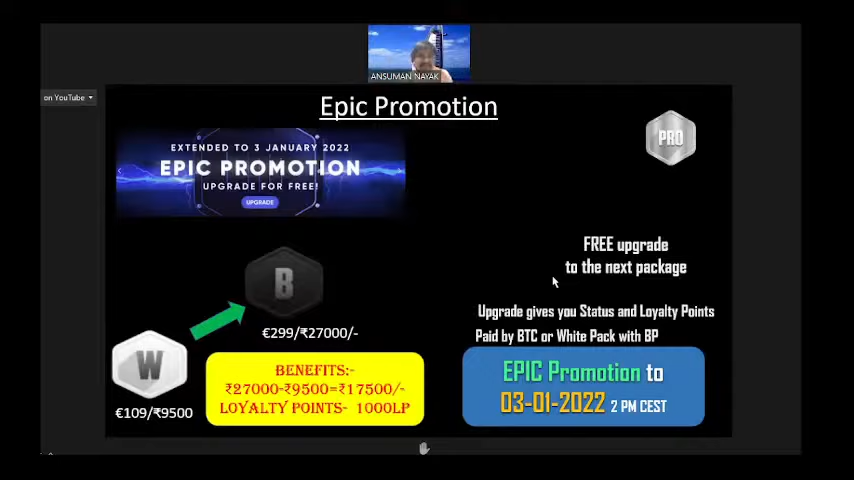 ANSUMAN NAYAK
on YouTube
Epic Promotion
EXTENDED TO 3 JANUARY 2022
EPIC PROMOTION
UPGRADE FOR FREE!
UPGRADE
PRO
FREE upgrade
to the next package
B
€299/₹27000/-
Upgrade gives you Status and Loyalty Points
Paid by BTC or White Pack with BP
W
€109/₹9500
BENEFITS:-
₹27000-₹9500=₹17500/-
LOYALTY POINTS- 1000LP
EPIC Promotion to
03-01-2022 2 PM CEST